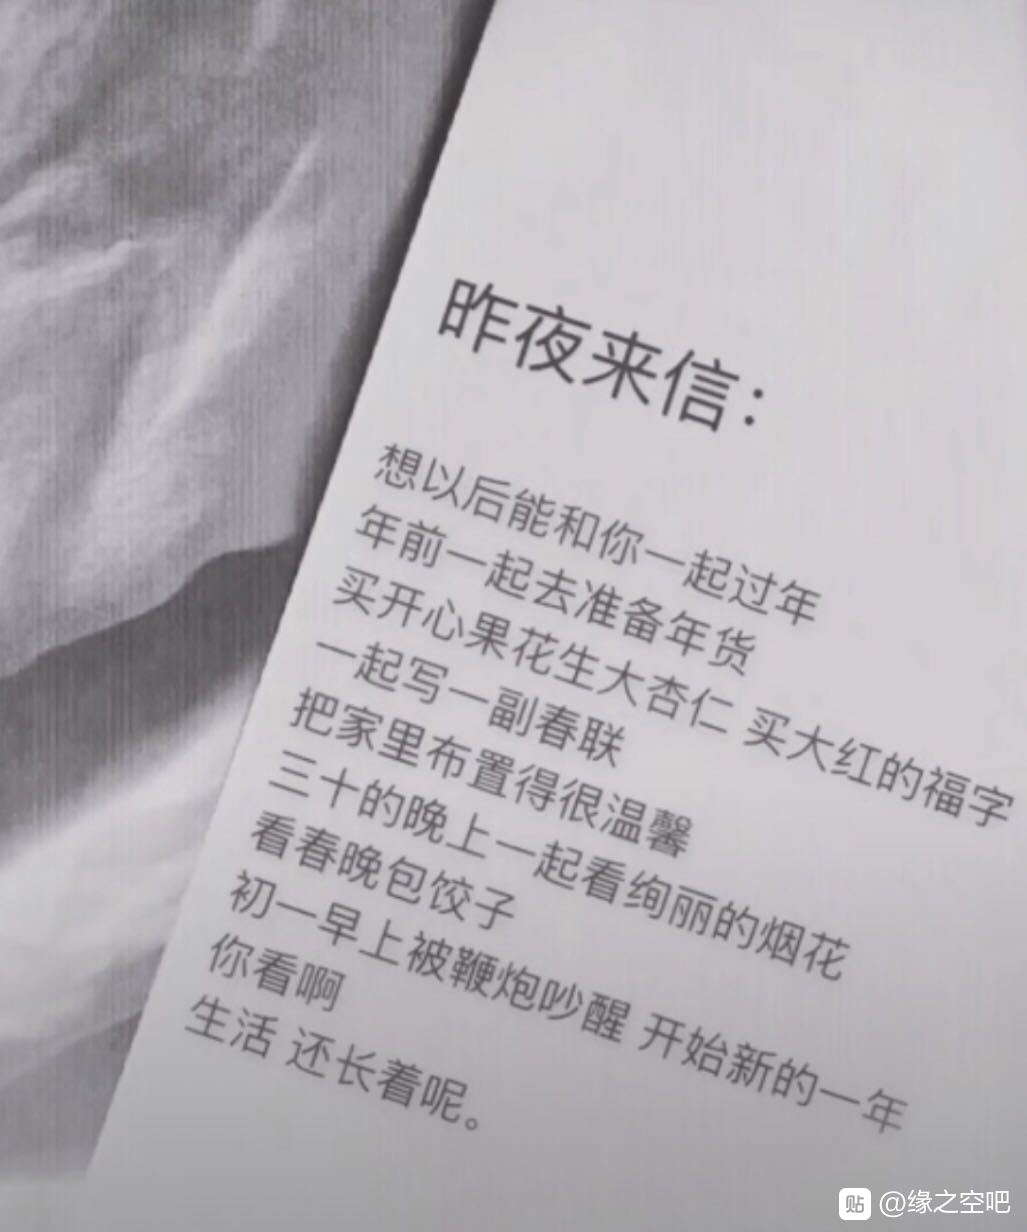 昨夜来信：
想以后能和你一起过年
年前一起去准备年货
买开心果花生大杏仁 买大红的福字
一起写一副春联
把家里布置得很温馨
三十的晚上一起看绚丽的烟花
看春晚包饺子
初一早上被鞭炮吵醒 开始新的一年
你看啊
生活 还长着呢。
贴 @缘之空吧